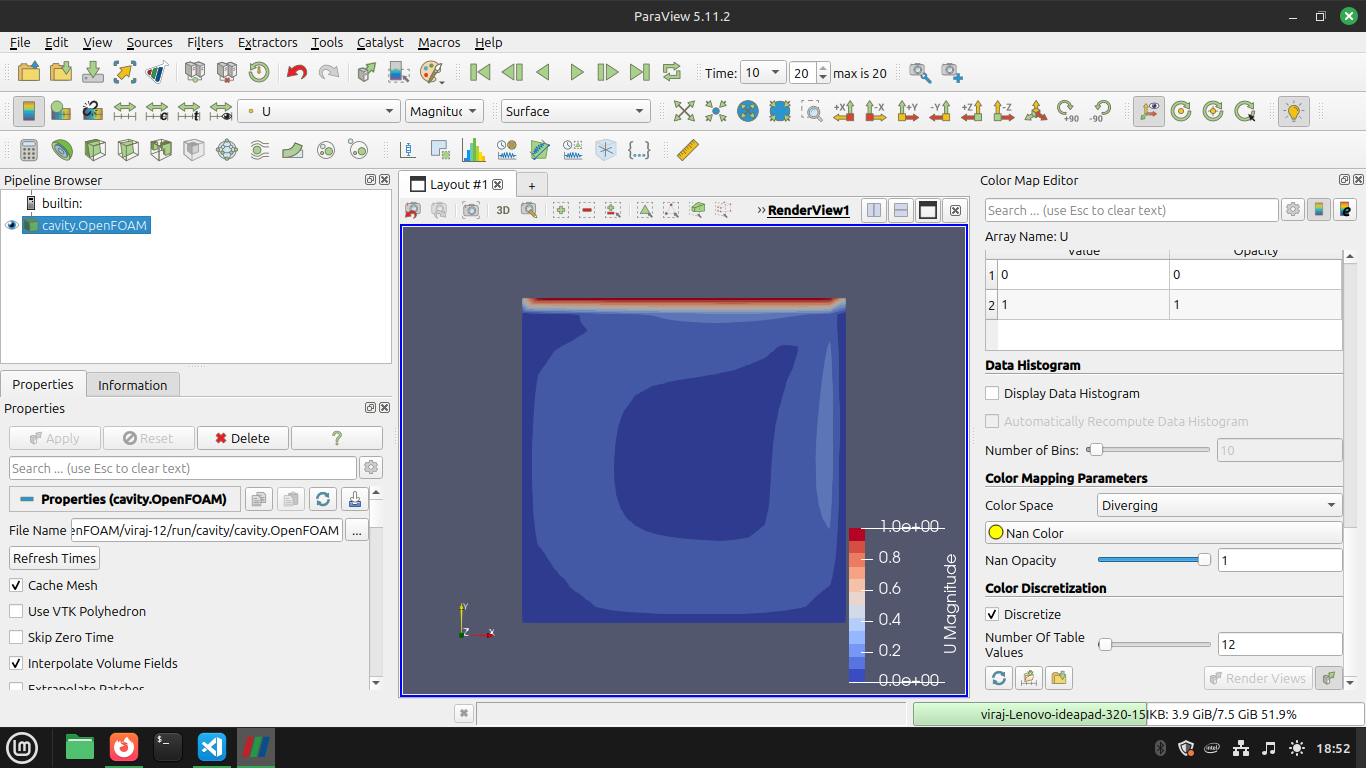 ParaView 5.11.2
File Edit View Sources Filters Extractors Tools Catalyst Macros Help
Time: 10 20 max is 20
U Magnituc Surface
+X -X +Y -Y +Z -Z +90 -90
Pipeline Browser
builtin:
cavity.OpenFOAM
Properties Information
Properties
Apply Reset Delete ?
Search ... (use Esc to clear text)
Properties (cavity.OpenFOAM)
File Name enFOAM/viraj-12/run/cavity/cavity.OpenFOAM ...
Refresh Times
Cache Mesh
Use VTK Polyhedron
Skip Zero Time
Interpolate Volume Fields
Extrapolate Patches
Layout #1 +
3D » RenderView1
1.0e+00
0.8
0.6
0.4
0.2
0.0e+00
U Magnitude
Y
Z X
Color Map Editor
Search ... (use Esc to clear text)
Array Name: U
Value Opacity
1 0 0
2 1 1
Data Histogram
Display Data Histogram
Automatically Recompute Data Histogram
Number of Bins: 10
Color Mapping Parameters
Color Space Diverging
Nan Color
Nan Opacity 1
Color Discretization
Discretize
Number Of Table
Values 12
Render Views
viraj-Lenovo-ideapad-320-15IKB: 3.9 GiB/7.5 GiB 51.9%
intel 18:52